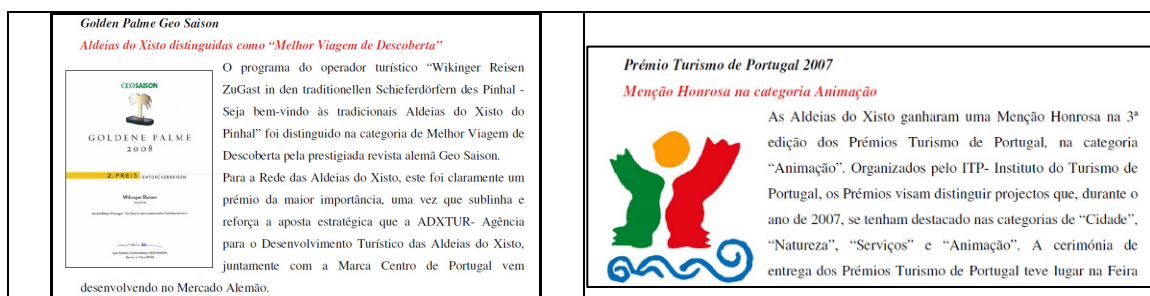 Golden Palme Geo Saison
Aldeias do Xisto distinguidas como “Melhor Viagem de Descoberta”
GEOSAISON
GOLDENE PALME
2008
2. PREIS ENTDECKERREISEN
Wikinger Reisen
O programa do operador turístico “Wikinger Reisen
ZuGast in den traditionellen Schieferdörfern des Pinhal -
Seja bem-vindo às tradicionais Aldeias do Xisto do
Pinhal” foi distinguido na categoria de Melhor Viagem de
Descoberta pela prestigiada revista alemã Geo Saison.
Para a Rede das Aldeias do Xisto, este foi claramente um
prémio da maior importância, uma vez que sublinha e
reforça a aposta estratégica que a ADXTUR- Agência
para o Desenvolvimento Turístico das Aldeias do Xisto,
juntamente com a Marca Centro de Portugal vem
desenvolvendo no Mercado Alemão.
Prémio Turismo de Portugal 2007
Menção Honrosa na categoria Animação
As Aldeias do Xisto ganharam uma Menção Honrosa na 3ª
edição dos Prémios Turismo de Portugal, na categoria
“Animação”. Organizados pelo ITP- Instituto do Turismo de
Portugal, os Prémios visam distinguir projectos que, durante o
ano de 2007, se tenham destacado nas categorias de “Cidade”,
“Natureza”, “Serviços” e “Animação”. A cerimónia de
entrega dos Prémios Turismo de Portugal teve lugar na Feira